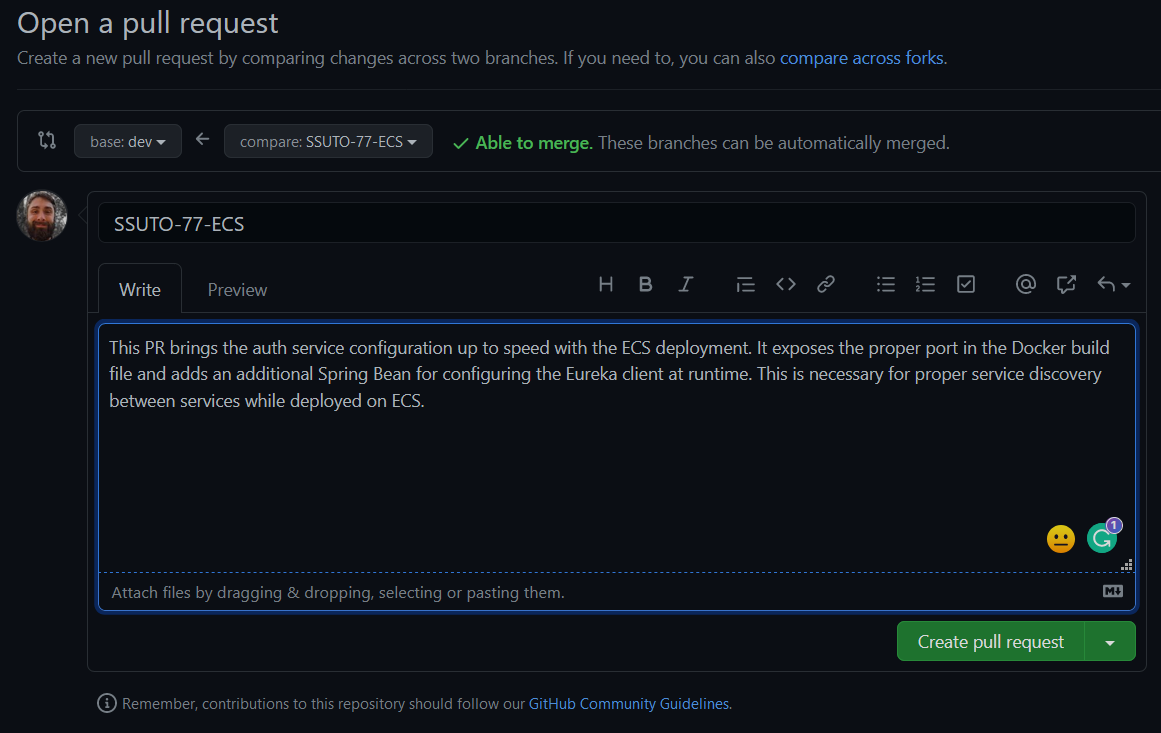 Open a pull request
Create a new pull request by comparing changes across two branches. If you need to, you can also compare across forks.
base: dev compare: SSUTO-77-ECS Able to merge. These branches can be automatically merged.
SSUTO-77-ECS
Write Preview H B I
This PR brings the auth service configuration up to speed with the ECS deployment. It exposes the proper port in the Docker build
file and adds an additional Spring Bean for configuring the Eureka client at runtime. This is necessary for proper service discovery
between services while deployed on ECS.
1
Attach files by dragging & dropping, selecting or pasting them.
Create pull request
Remember, contributions to this repository should follow our GitHub Community Guidelines.